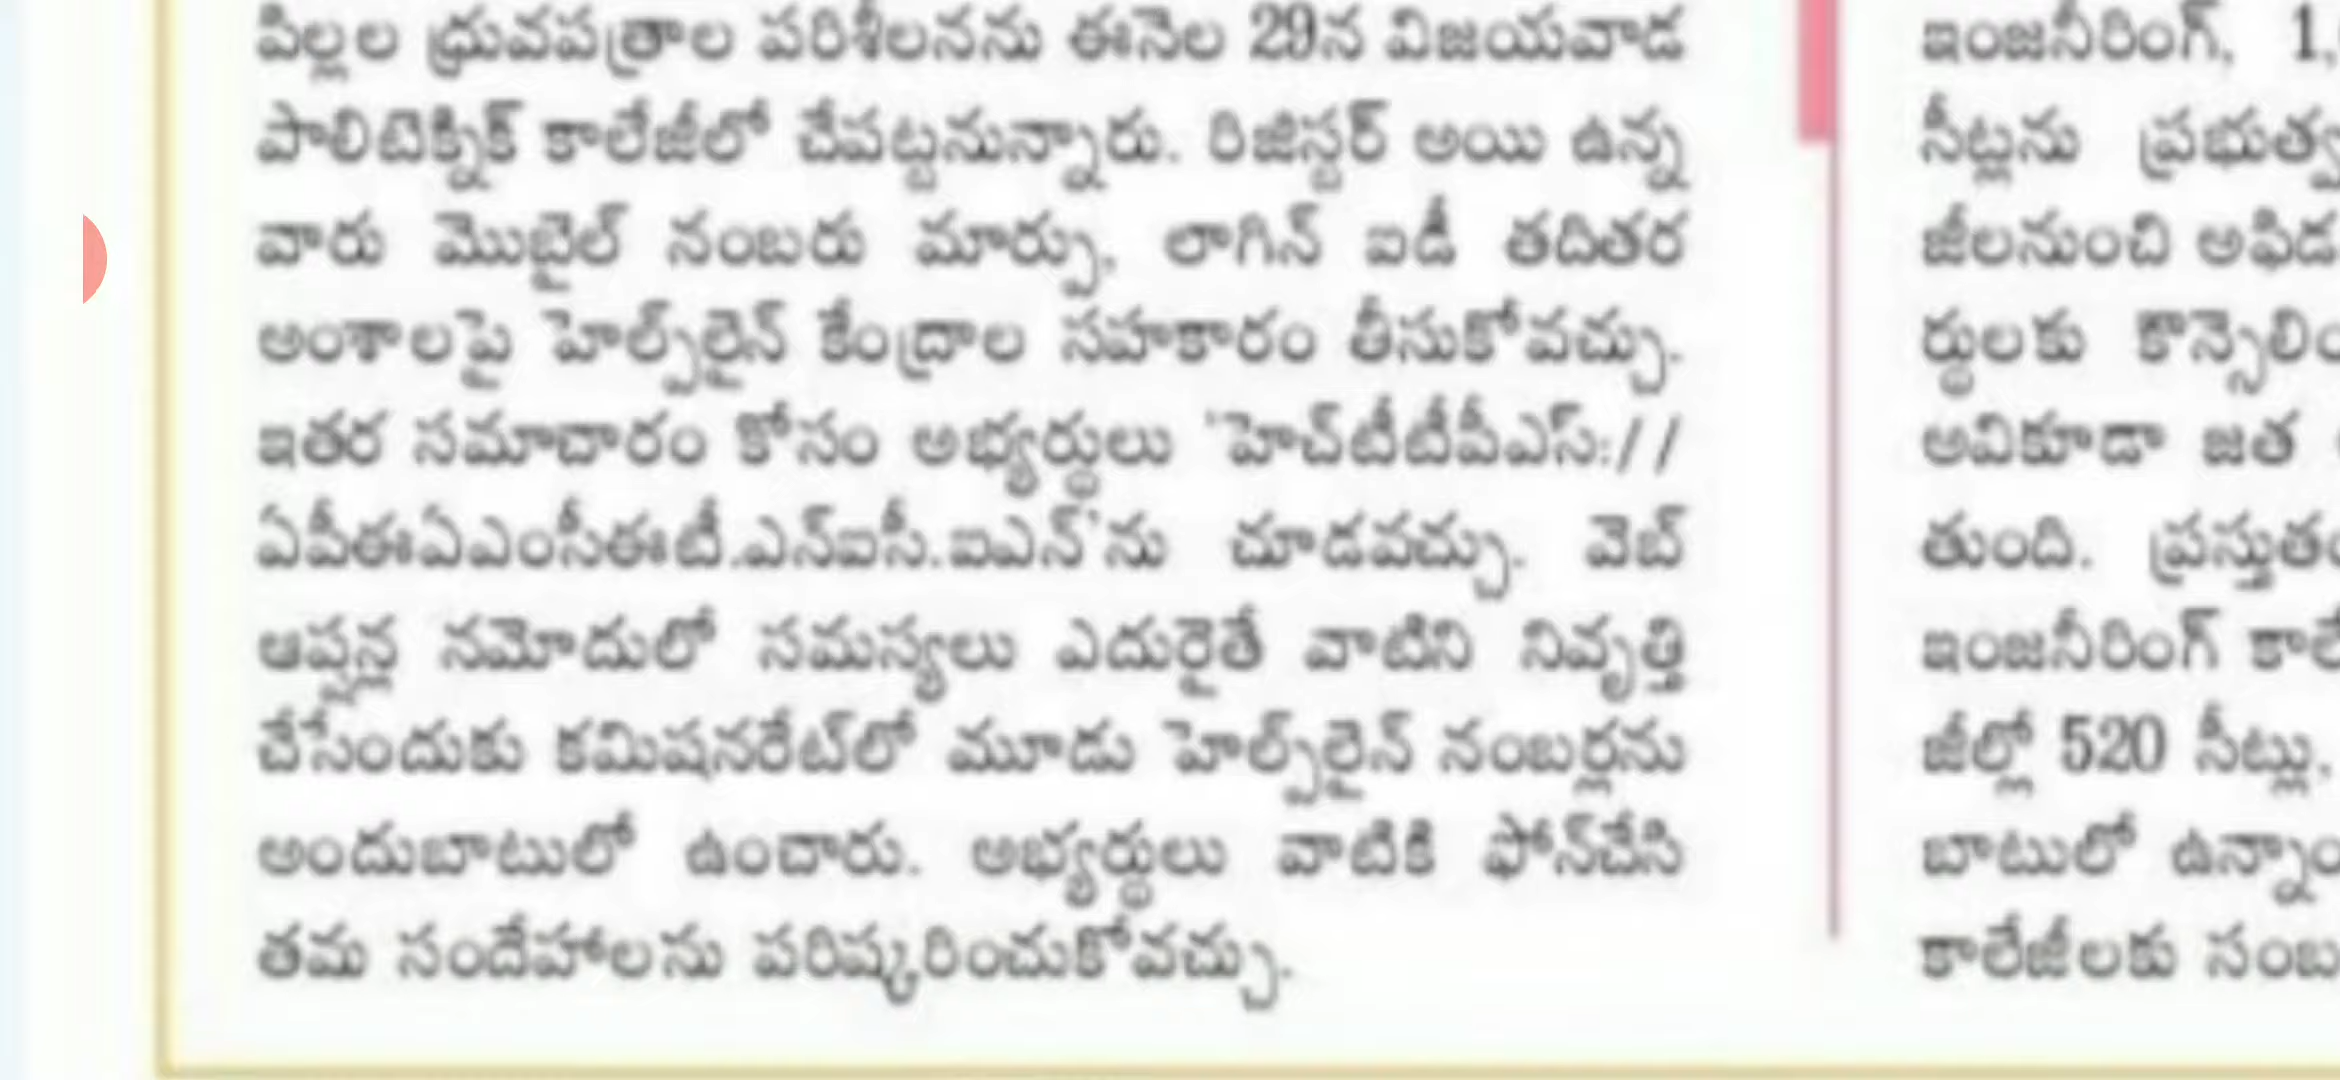 పిల్లల ధ్రువపత్రాల పరిశీలనను ఈనెల 29న విజయవాడ
పాలిటెక్నిక్ కాలేజీలో చేపట్టనున్నారు. రిజిస్టర్ అయి ఉన్న
వారు మొబైల్ నంబరు మార్పు, లాగిన్ ఐడీ తదితర
అంశాలపై హెల్ప్‌లైన్ కేంద్రాల సహకారం తీసుకోవచ్చు.
ఇతర సమాచారం కోసం అభ్యర్థులు 'హెచ్‌టీటీపీఎస్://
ఏపీఈఏఎంసీఈటీ.ఎన్ఐసీ.ఐఎన్'ను చూడవచ్చు. వెబ్
ఆప్షన్ల నమోదులో సమస్యలు ఎదురైతే వాటిని నివృత్తి
చేసేందుకు కమిషనరేట్‌లో మూడు హెల్ప్‌లైన్ నంబర్లను
అందుబాటులో ఉంచారు. అభ్యర్థులు వాటికి ఫోన్‌చేసి
తమ సందేహాలను పరిష్కరించుకోవచ్చు.
ఇంజనీరింగ్, 1,
సీట్లను ప్రభుత్వ
జీలనుంచి అఫిడ
ర్థులకు కౌన్సెలిం
అవికూడా జత
తుంది. ప్రస్తుతం
ఇంజనీరింగ్ కాలే
జీల్లో 520 సీట్లు,
బాటులో ఉన్నాం
కాలేజీలకు సంబ